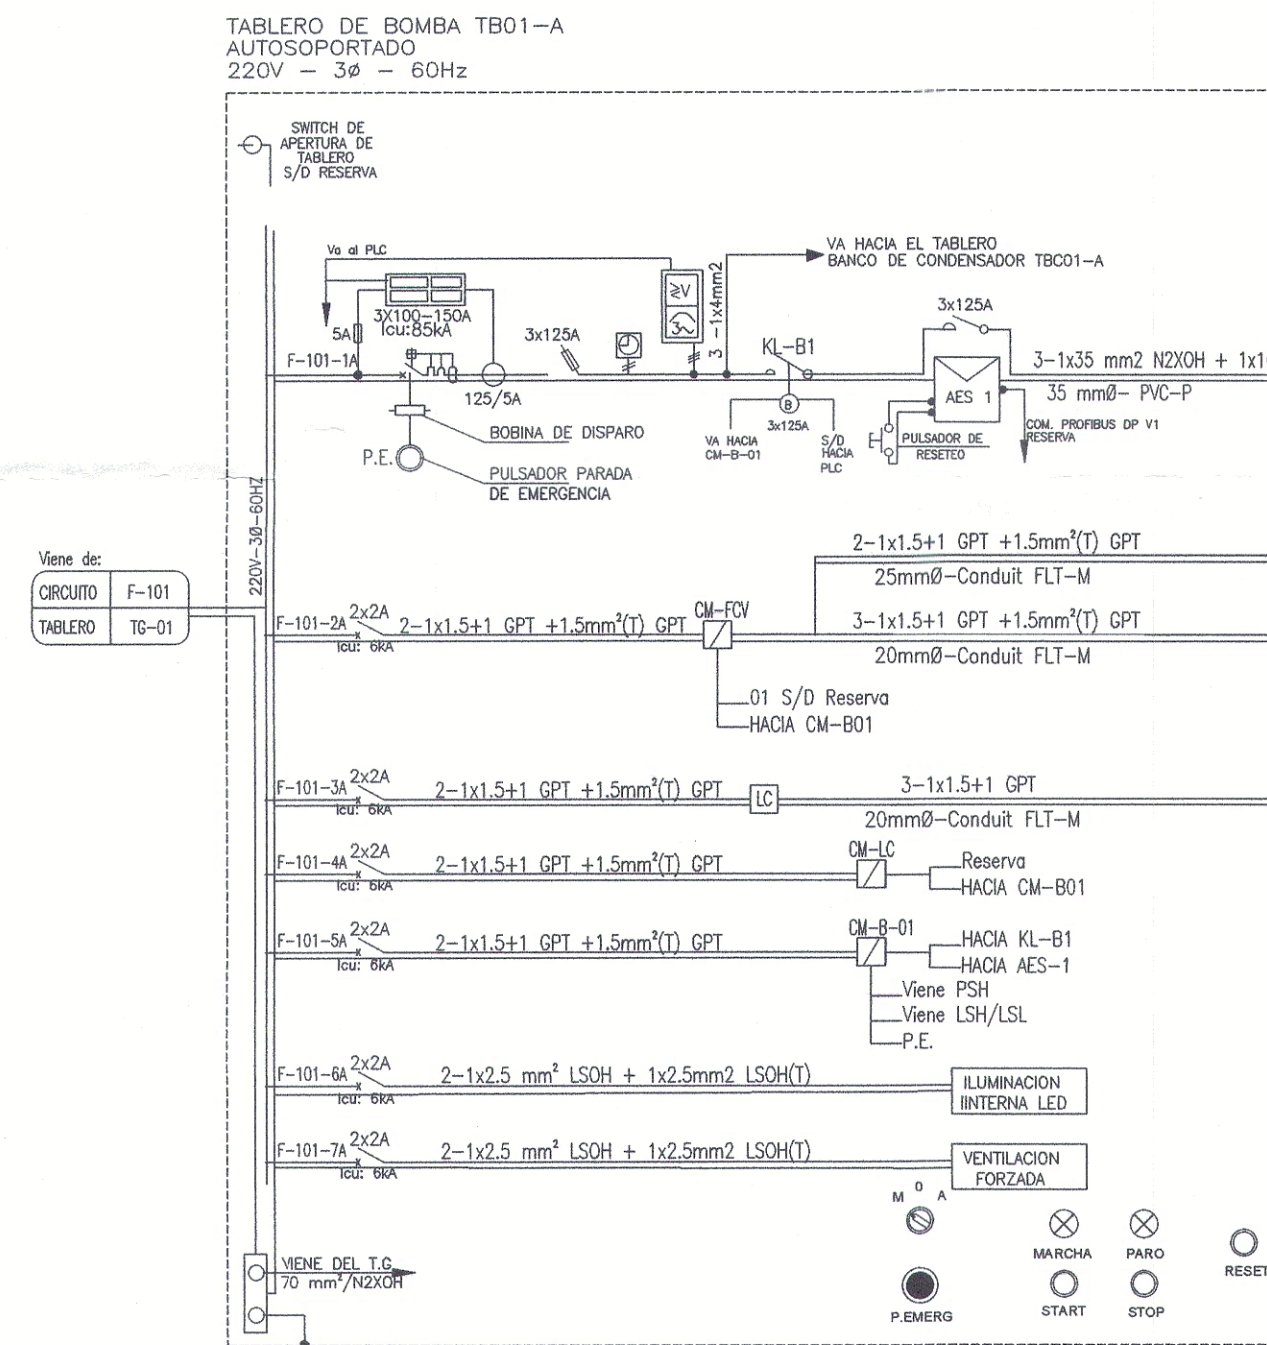 TABLERO DE BOMBA TB01-A
AUTOSOPORTADO
220V - 3ø - 60Hz
SWITCH DE
APERTURA DE
TABLERO
S/D RESERVA
Va al PLC
3X100-150A
Icu:85kA
5A
F-101-1A
125/5A
3x125A
≥V
3
3 -1x4mm2
VA HACIA EL TABLERO
BANCO DE CONDENSADOR TBC01-A
KL-B1
B
3x125A
VA HACIA
CM-B-01
S/D
HACIA
PLC
3x125A
AES 1
3-1x35 mm2 N2XOH + 1x1
35 mmØ- PVC-P
COM. PROFIBUS DP V1
RESERVA
PULSADOR DE
RESETEO
BOBINA DE DISPARO
P.E.
PULSADOR PARADA
DE EMERGENCIA
220V-3Ø-60HZ
Viene de:
CIRCUITO F-101
TABLERO TG-01
2-1x1.5+1 GPT +1.5mm²(T) GPT
25mmØ-Conduit FLT-M
F-101-2A
2x2A
Icu: 6kA
2-1x1.5+1 GPT +1.5mm²(T) GPT
CM-FCV
3-1x1.5+1 GPT +1.5mm²(T) GPT
20mmØ-Conduit FLT-M
01 S/D Reserva
HACIA CM-B01
F-101-3A
2x2A
Icu: 6kA
2-1x1.5+1 GPT +1.5mm²(T) GPT
LC
3-1x1.5+1 GPT
20mmØ-Conduit FLT-M
F-101-4A
2x2A
Icu: 6kA
2-1x1.5+1 GPT +1.5mm²(T) GPT
CM-LC
Reserva
HACIA CM-B01
F-101-5A
2x2A
Icu: 6kA
2-1x1.5+1 GPT +1.5mm²(T) GPT
CM-B-01
HACIA KL-B1
HACIA AES-1
Viene PSH
Viene LSH/LSL
P.E.
F-101-6A
2x2A
Icu: 6kA
2-1x2.5 mm² LSOH + 1x2.5mm2 LSOH(T)
ILUMINACION
IINTERNA LED
F-101-7A
2x2A
Icu: 6kA
2-1x2.5 mm² LSOH + 1x2.5mm2 LSOH(T)
VENTILACION
FORZADA
M 0 A
MARCHA
PARO
RESET
P.EMERG
START
STOP
VIENE DEL T.G.
70 mm²/N2XOH